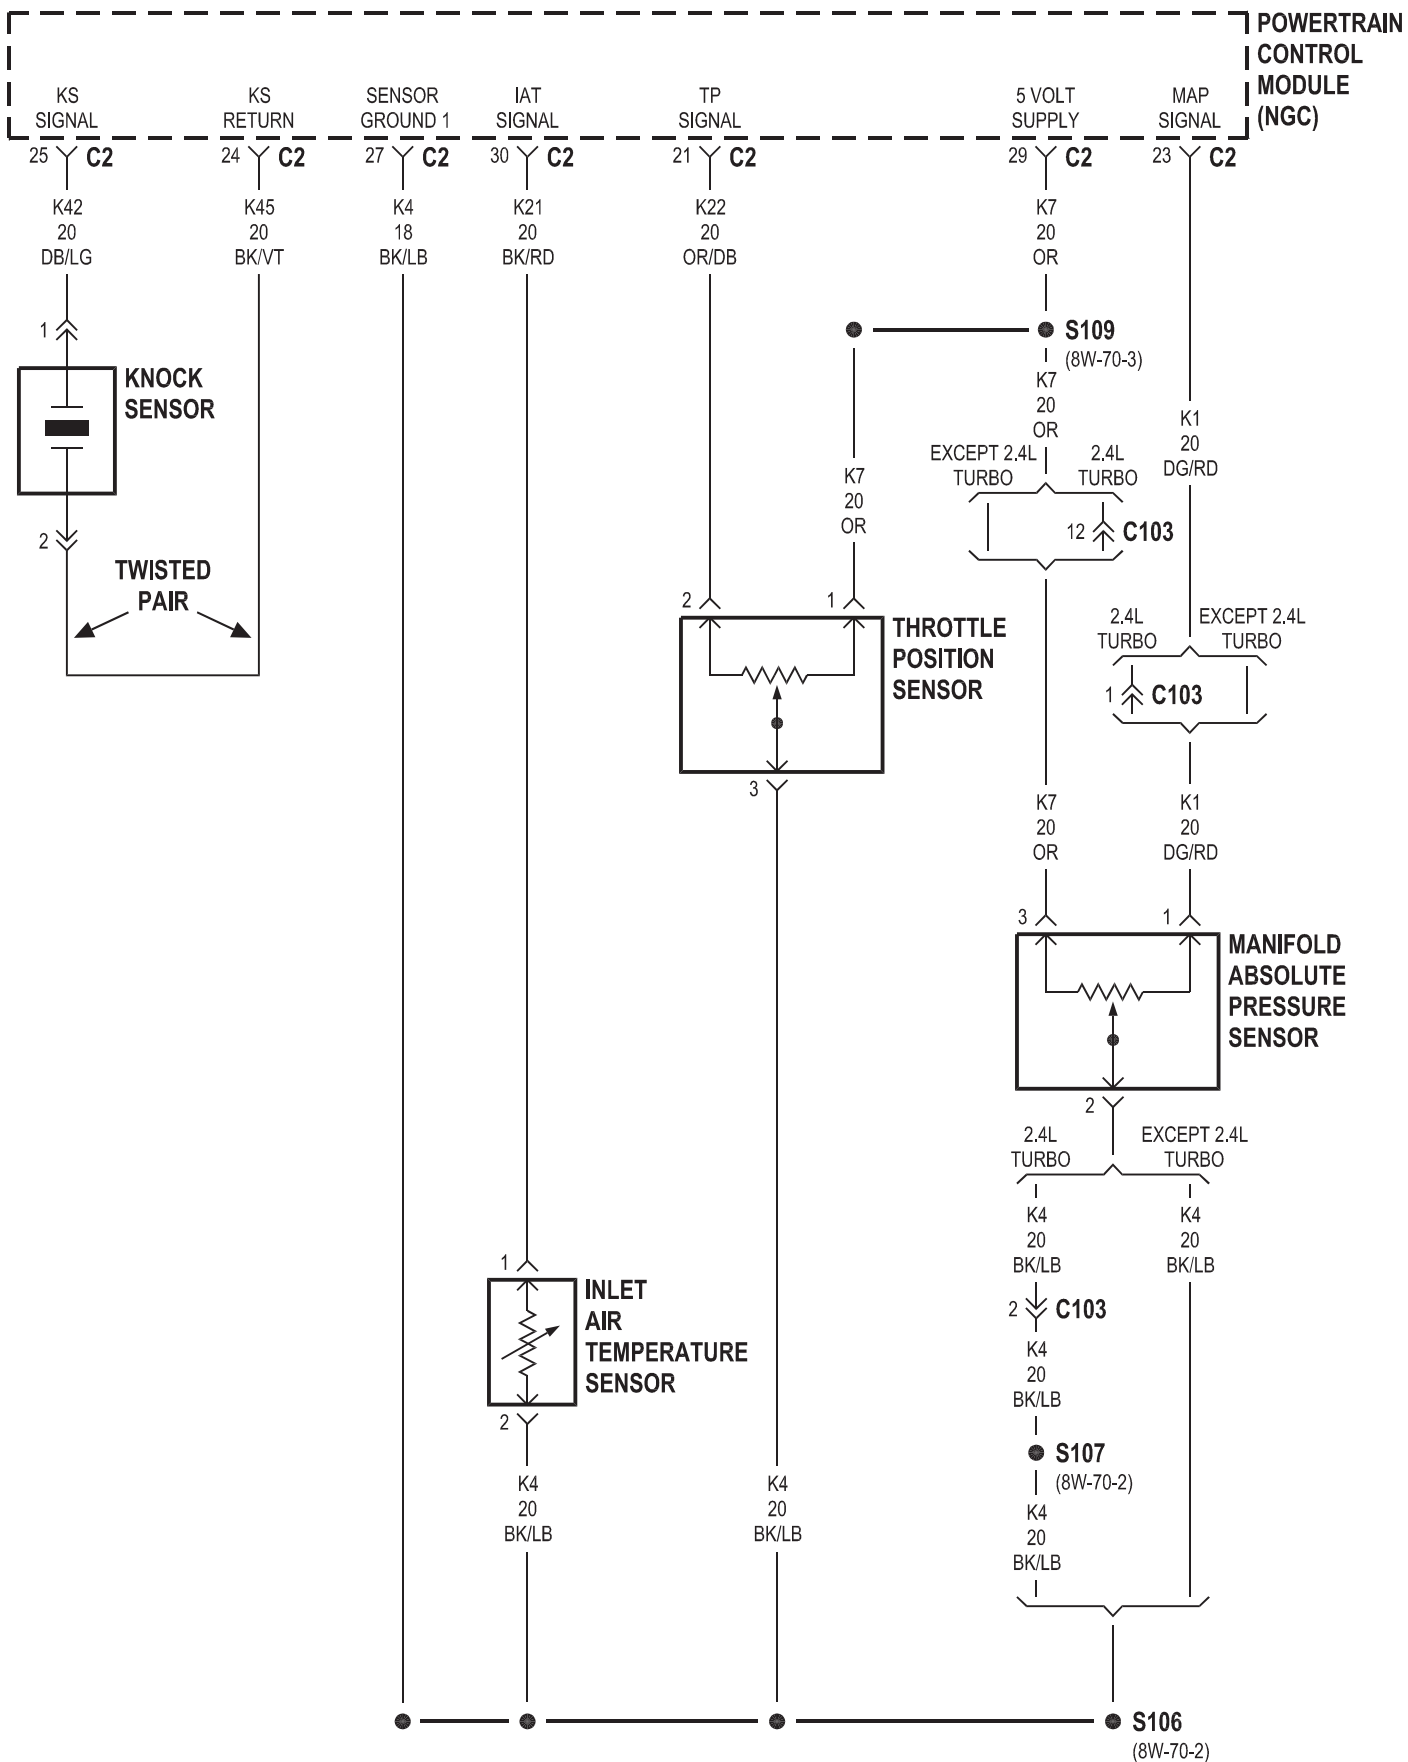 POWERTRAIN
CONTROL
MODULE
(NGC)
KS
SIGNAL
KS
RETURN
SENSOR
GROUND 1
IAT
SIGNAL
TP
SIGNAL
5 VOLT
SUPPLY
MAP
SIGNAL
25 C2
24 C2
27 C2
30 C2
21 C2
29 C2
23 C2
K42
20
DB/LG
K45
20
BK/VT
K4
18
BK/LB
K21
20
BK/RD
K22
20
OR/DB
K7
20
OR
1
KNOCK
SENSOR
2
TWISTED
PAIR
S109
(8W-70-3)
K7
20
OR
K1
20
DG/RD
EXCEPT 2.4L
TURBO
2.4L
TURBO
K7
20
OR
12 C103
2
1
THROTTLE
POSITION
SENSOR
3
2.4L
TURBO
EXCEPT 2.4L
TURBO
1 C103
K7
20
OR
K1
20
DG/RD
3
1
MANIFOLD
ABSOLUTE
PRESSURE
SENSOR
2
2.4L
TURBO
EXCEPT 2.4L
TURBO
K4
20
BK/LB
K4
20
BK/LB
1
INLET
AIR
TEMPERATURE
SENSOR
2
2 C103
K4
20
BK/LB
S107
(8W-70-2)
K4
20
BK/LB
K4
20
BK/LB
K4
20
BK/LB
S106
(8W-70-2)